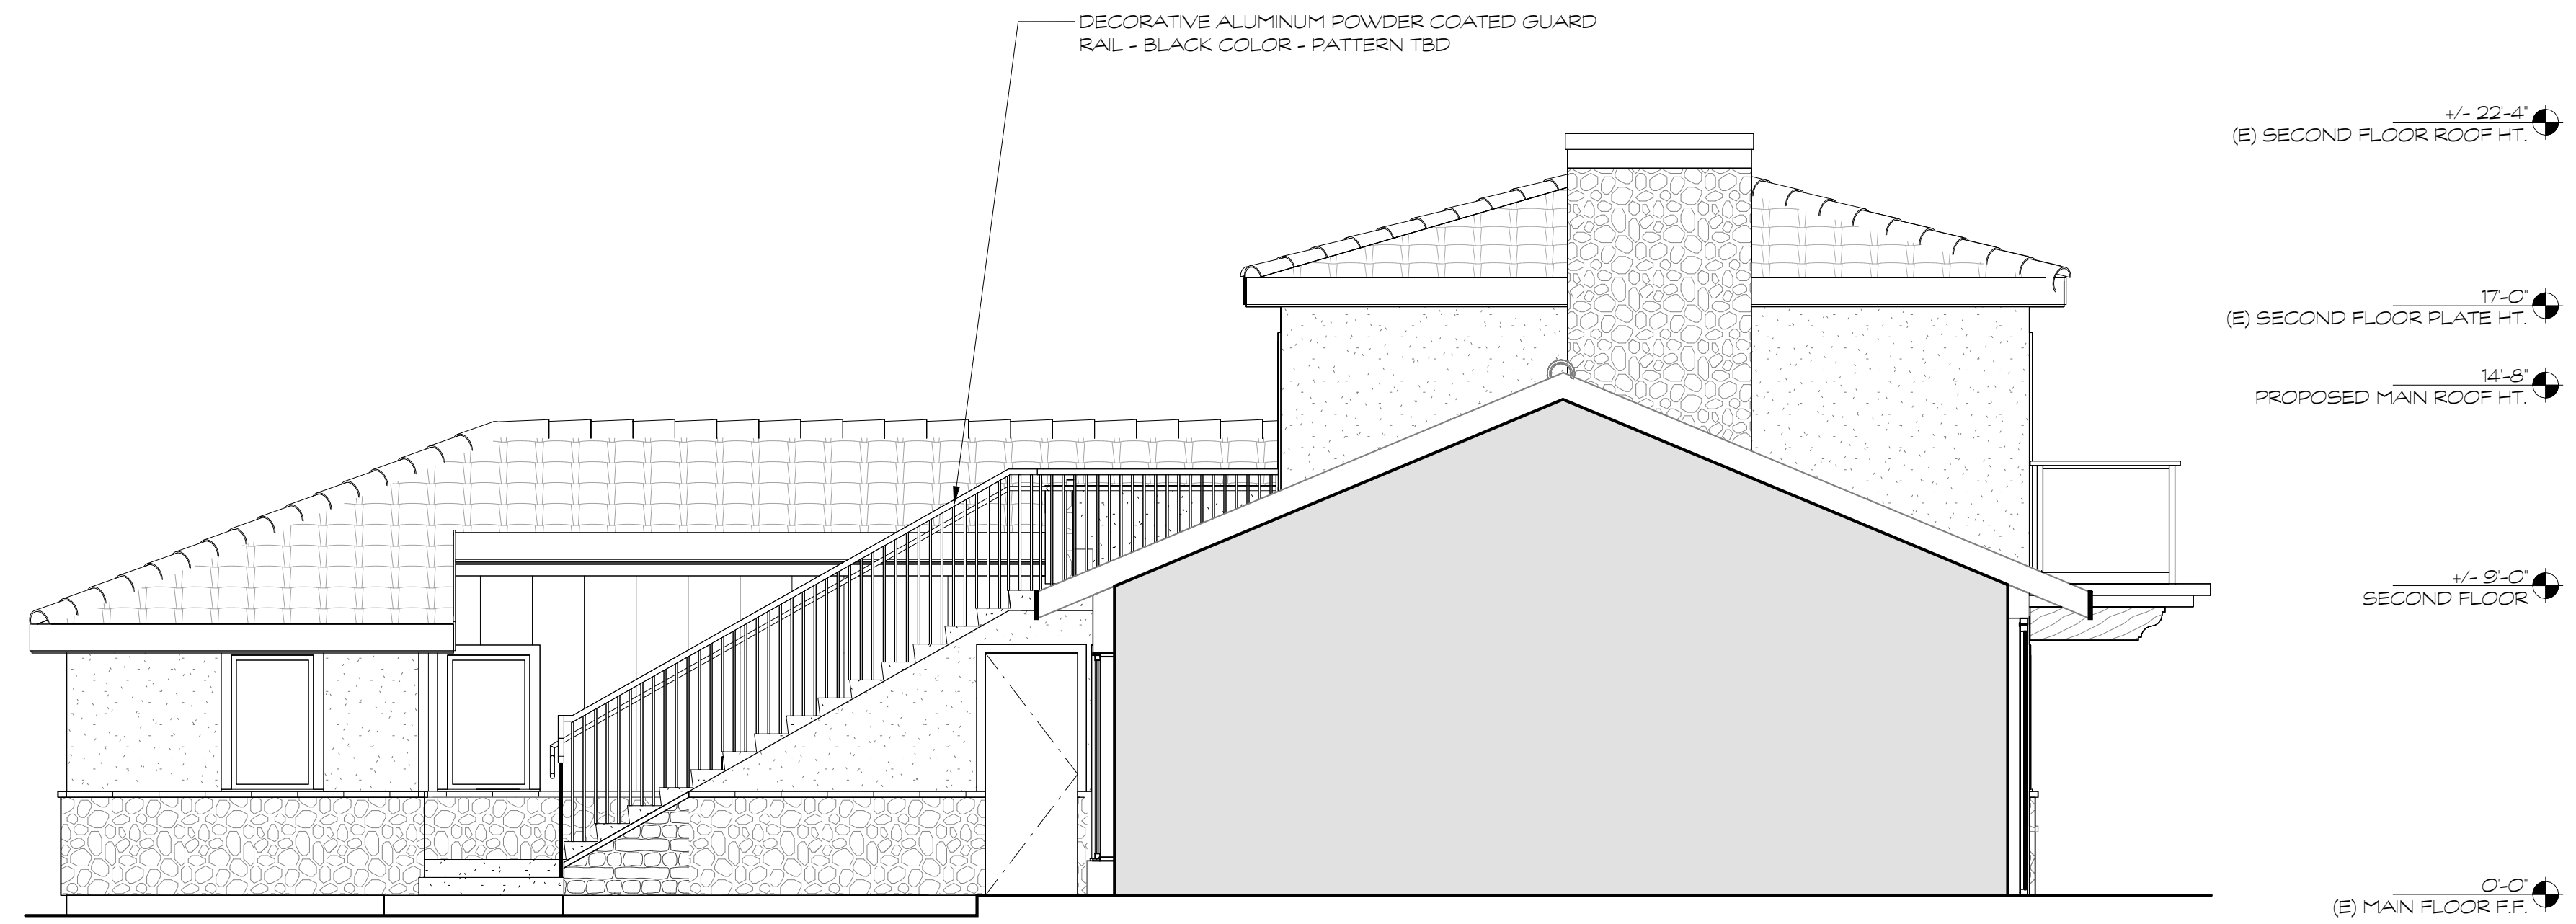 DECORATIVE ALUMINUM POWDER COATED GUARD
RAIL - BLACK COLOR - PATTERN TBD
+/- 22'-4"
(E) SECOND FLOOR ROOF HT.
17'-0"
(E) SECOND FLOOR PLATE HT.
14'-8"
PROPOSED MAIN ROOF HT.
+/- 9'-0"
SECOND FLOOR
0'-0"
(E) MAIN FLOOR F.F.